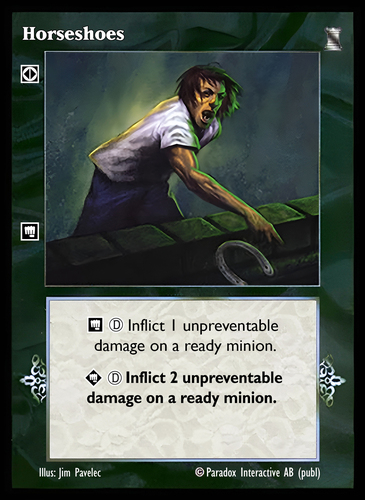 Horseshoes
Ⓓ Inflict 1 unpreventable
damage on a ready minion.
Ⓓ Inflict 2 unpreventable
damage on a ready minion.
Illus: Jim Pavelec © Paradox Interactive AB (publ)